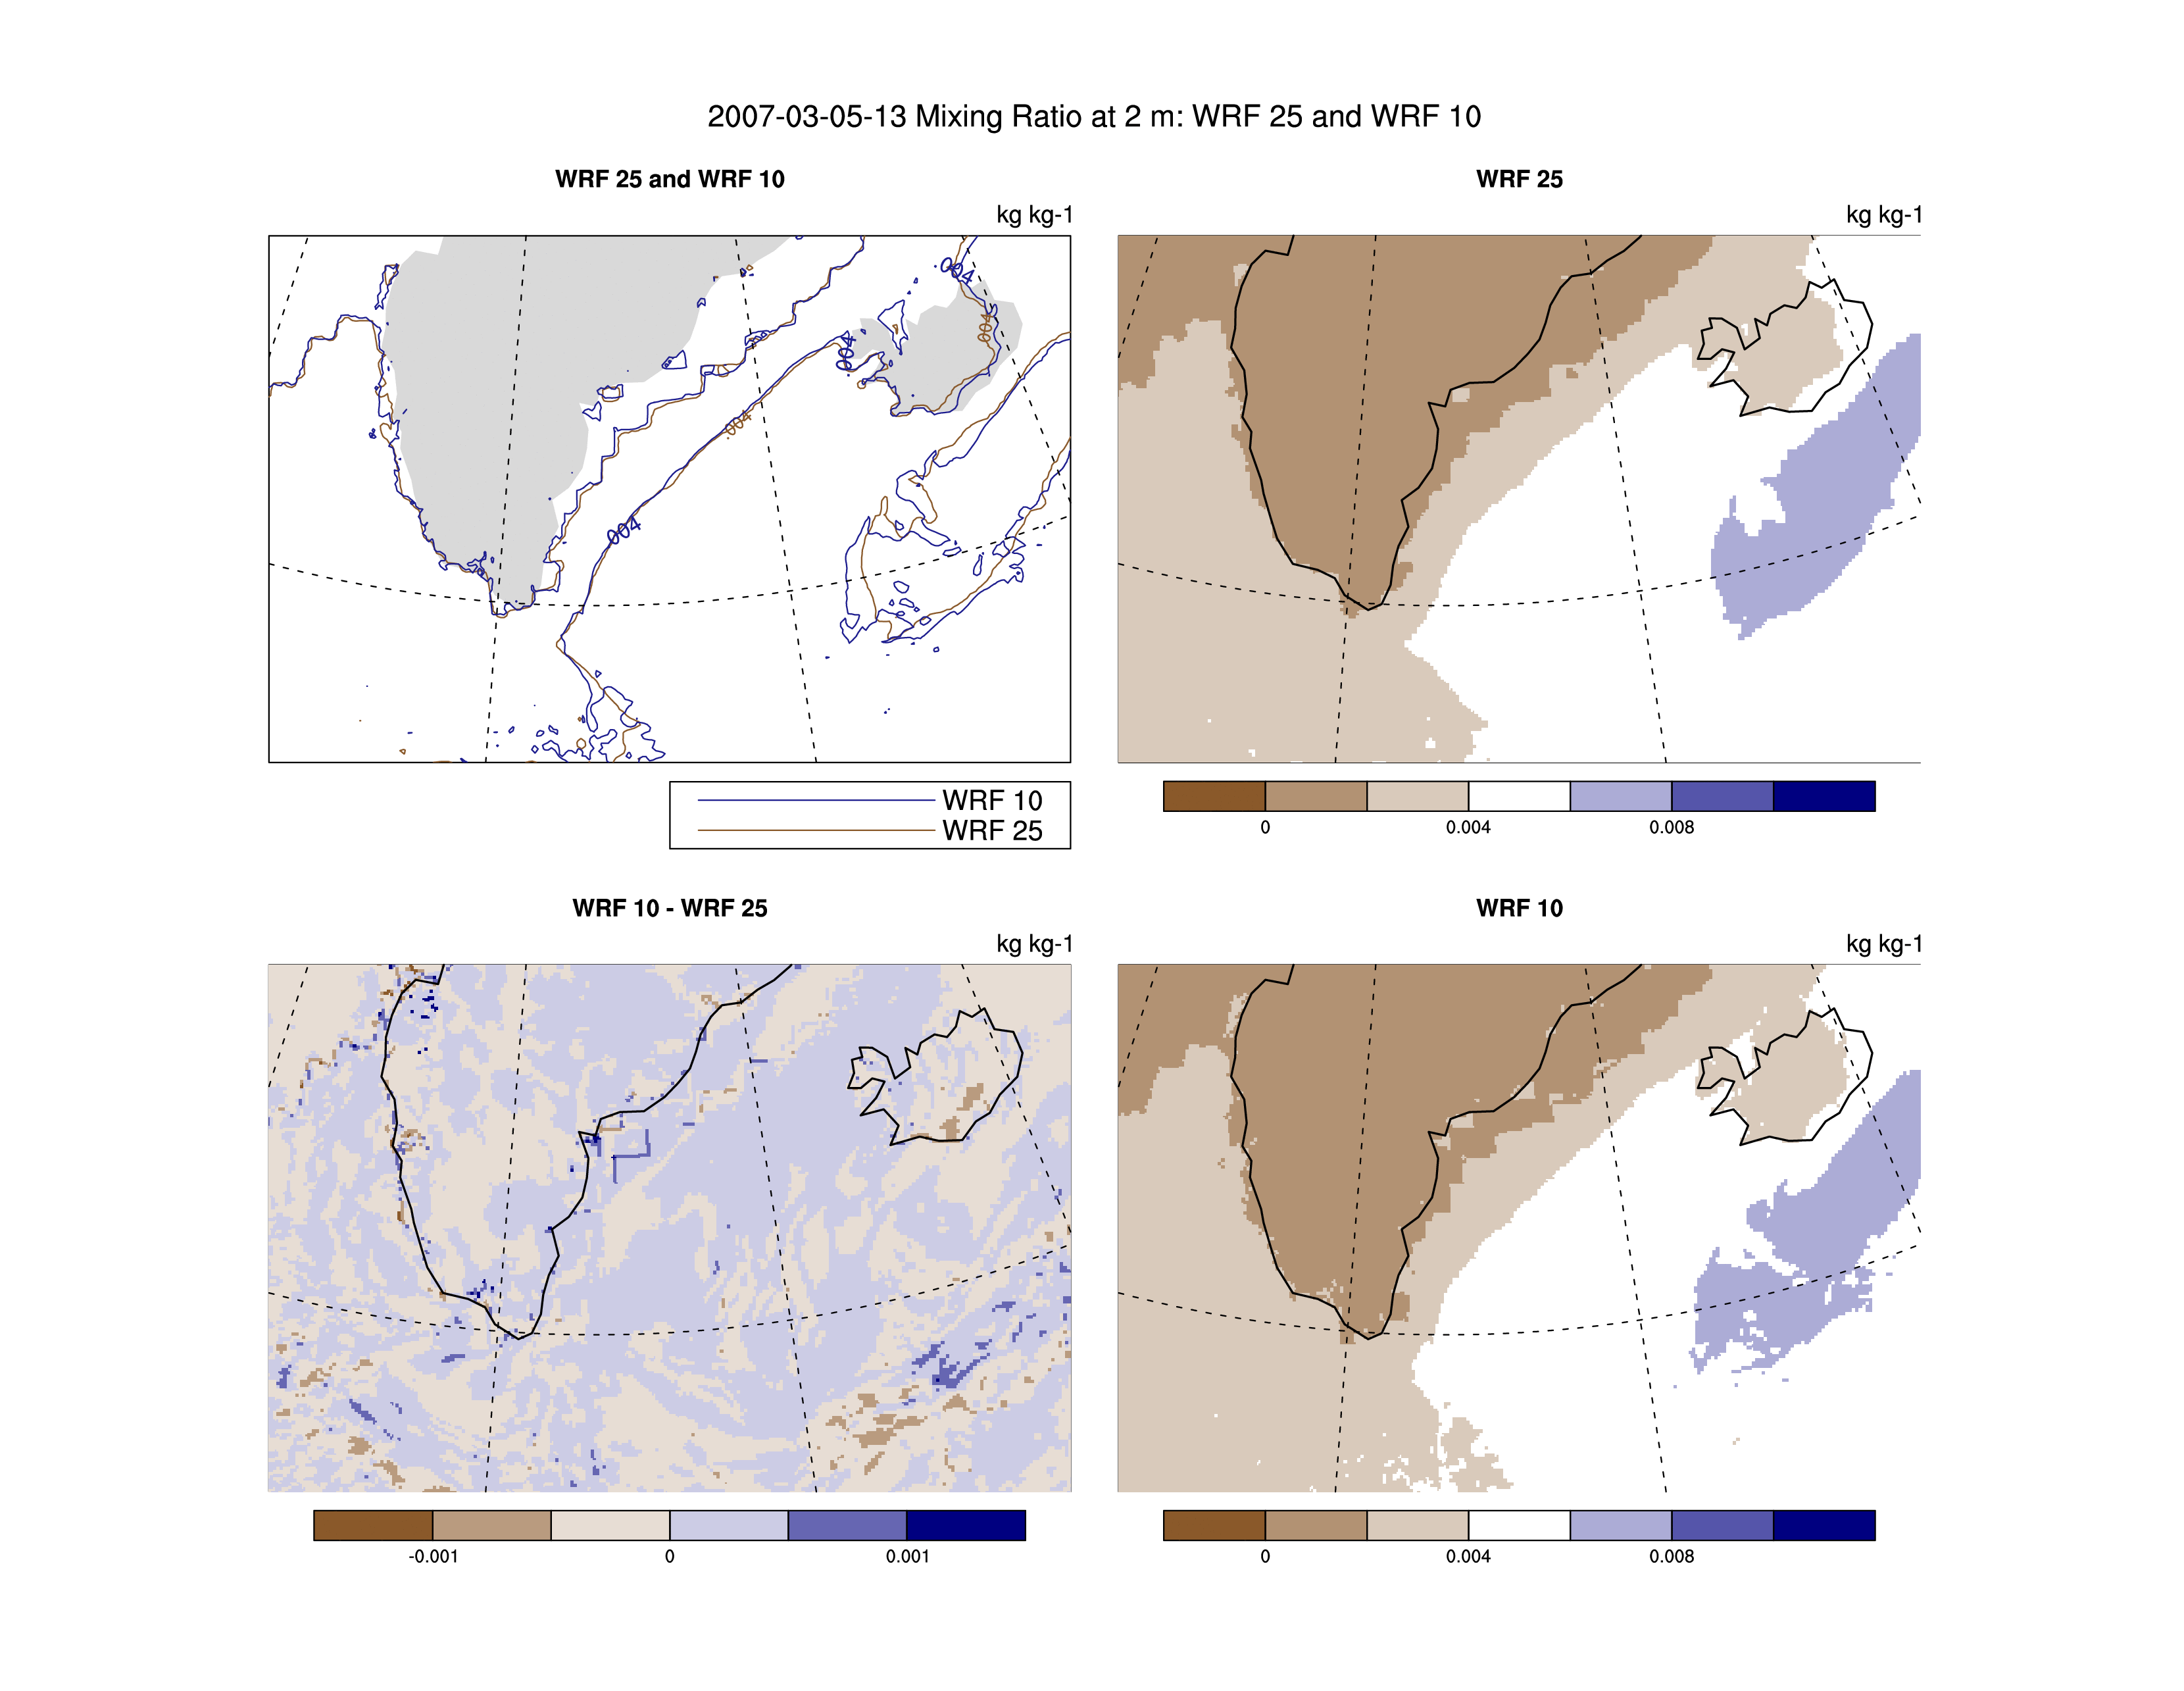 2007-03-05-13 Mixing Ratio at 2 m: WRF 25 and WRF 10
WRF 25 and WRF 10
kg kg-1
.004
.004
.004
.004
.004
WRF 10
WRF 25
WRF 25
kg kg-1
0
0.004
0.008
WRF 10 - WRF 25
kg kg-1
-0.001
0
0.001
WRF 10
kg kg-1
0
0.004
0.008